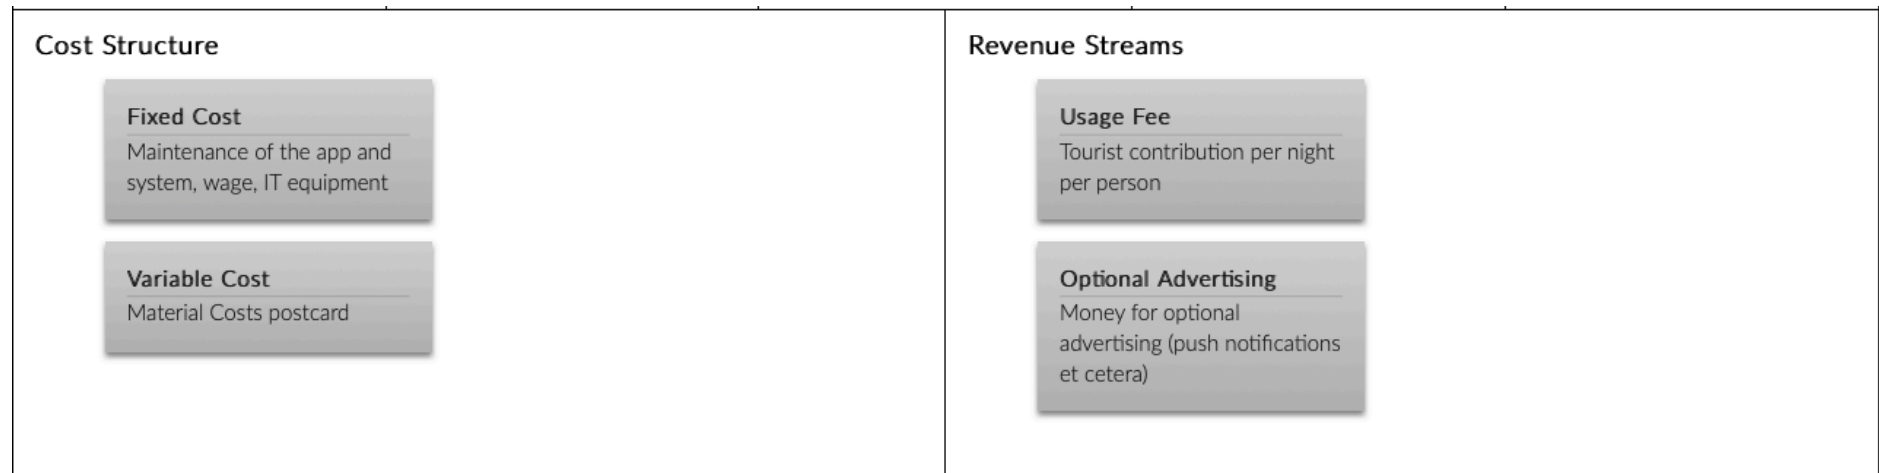 Cost Structure
Fixed Cost
Maintenance of the app and
system, wage, IT equipment
Variable Cost
Material Costs postcard
Revenue Streams
Usage Fee
Tourist contribution per night
per person
Optional Advertising
Money for optional
advertising (push notifications
et cetera)